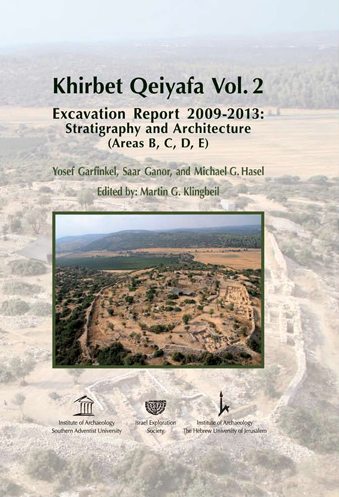 Khirbet Qeiyafa Vol. 2
Excavation Report 2009-2013:
Stratigraphy and Architecture
(Areas B, C, D, E)
Yosef Garfinkel, Saar Ganor, and Michael G. Hasel
Edited by: Martin G. Klingbeil
Institute of Archaeology
Southern Adventist University
Israel Exploration
Society
Institute of Archaeology
The Hebrew University of Jerusalem